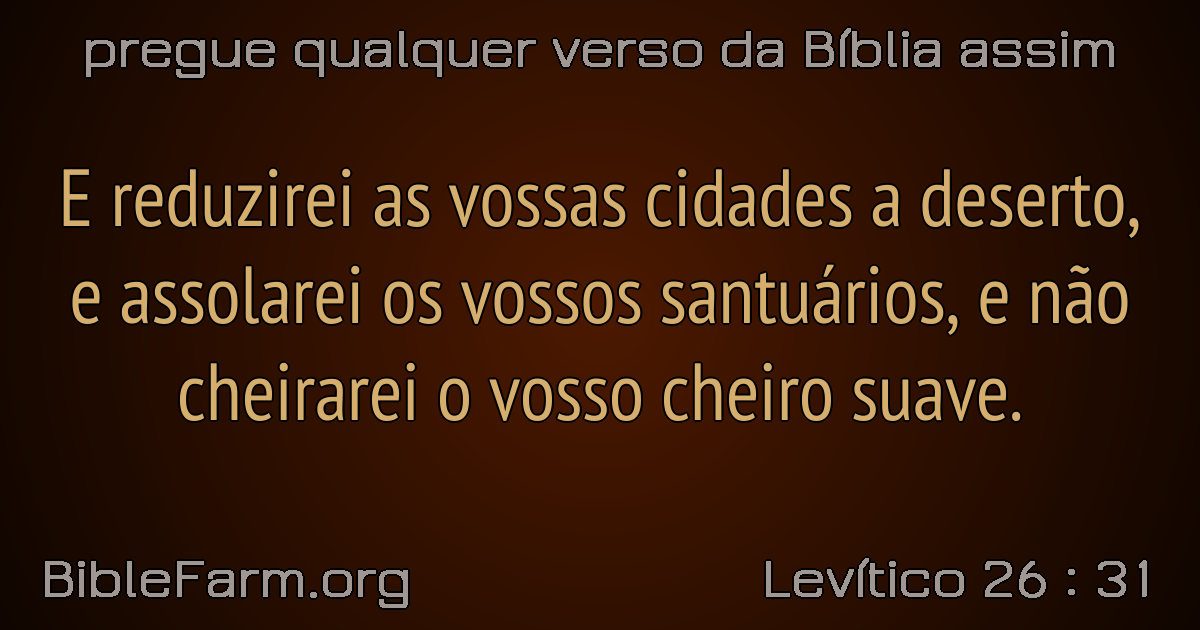 pregue qualquer verso da Bíblia assim
E reduzirei as vossas cidades a deserto,
e assolarei os vossos santuários, e não
cheirarei o vosso cheiro suave.
BibleFarm.org
Levítico 26 : 31